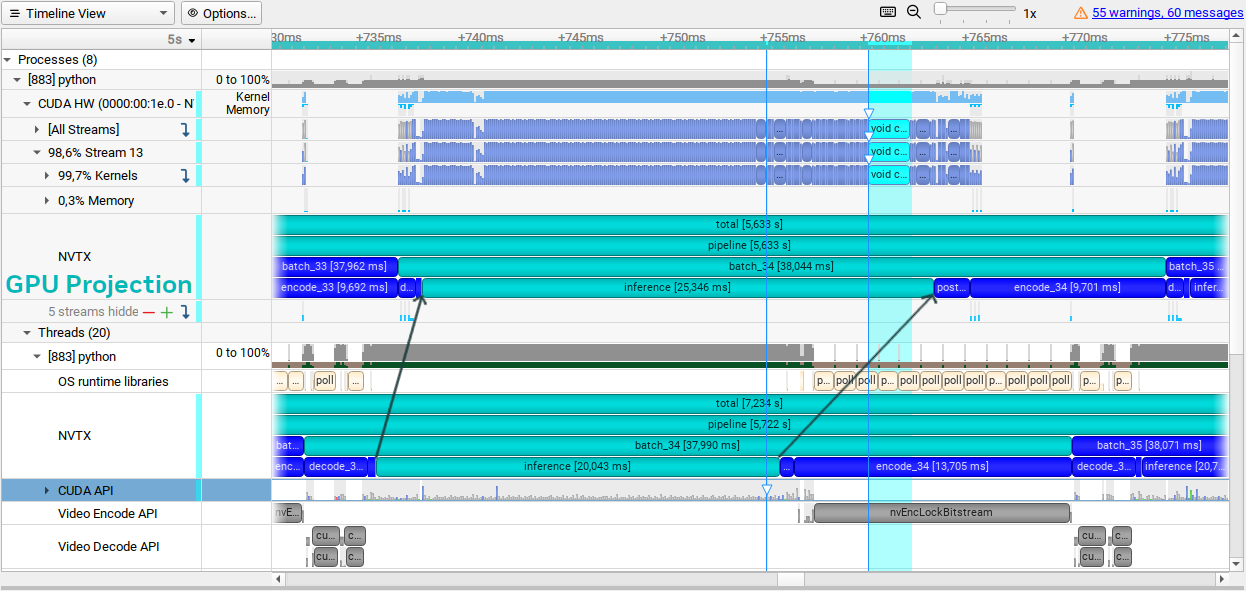 Timeline View
Options...
1x
55 warnings, 60 messages
5s
30ms +735ms +740ms +745ms +750ms +755ms +760ms +765ms +770ms +775ms
Processes (8)
[883] python
0 to 100%
CUDA HW (0000:00:1e.0 - N
Kernel
Memory
[All Streams]
... ... void c... ... ...
98,6% Stream 13
... ... void c... ... ...
99,7% Kernels
... ... void c... ... ...
0,3% Memory
total [5,633 s]
pipeline [5,633 s]
NVTX
batch_33 [37,962 ms] batch_34 [38,044 ms] batch_35 ...
GPU Projection
encode_33 [9,692 ms] d... inference [25,346 ms] post... encode_34 [9,701 ms] d... infer...
5 streams hidde
Threads (20)
[883] python
0 to 100%
OS runtime libraries
... ... poll ... p... poll poll p... poll poll poll poll p... poll poll poll p... p...
total [7,234 s]
pipeline [5,722 s]
NVTX
bat... batch_34 [37,990 ms] batch_35 [38,071 ms]
enc... decode_3... inference [20,043 ms] ... encode_34 [13,705 ms] decode_3... inference [20,7...
CUDA API
Video Encode API
nvE... nvEncLockBitstream
Video Decode API
cu... c... cu... c...
cu... c... cu... c...